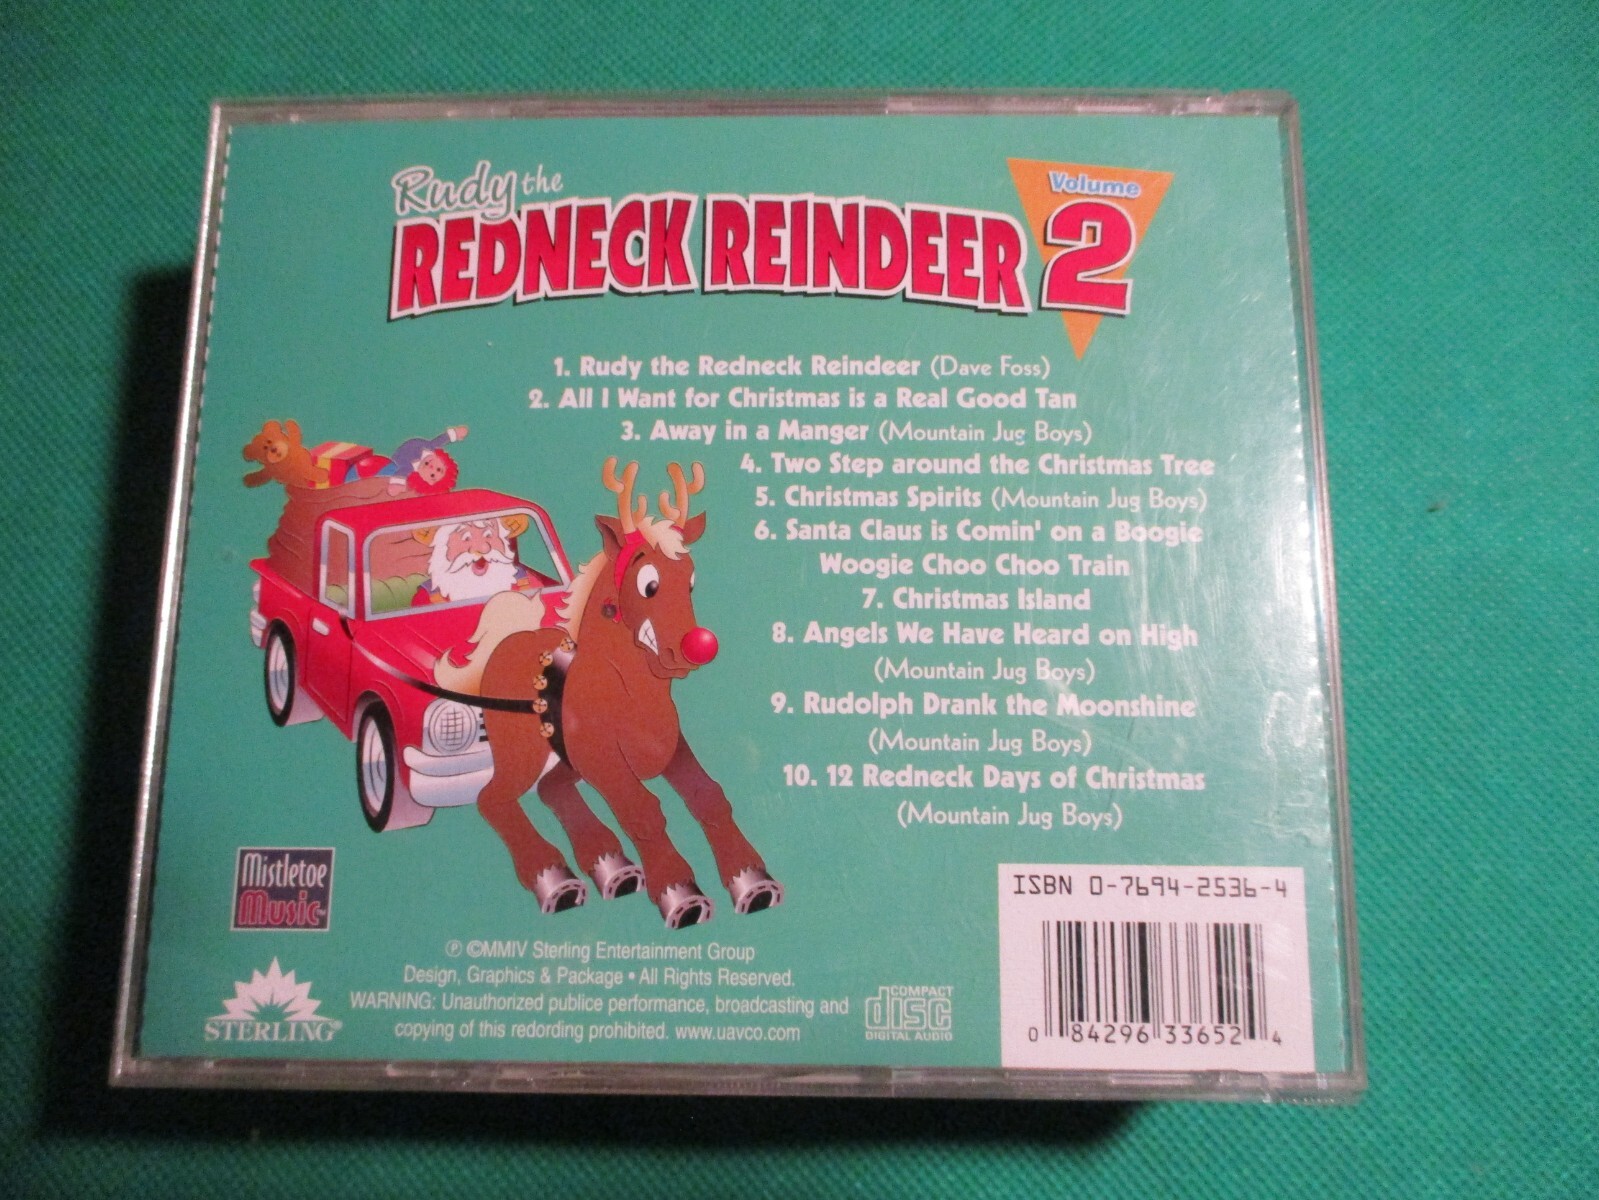 Rudy the
REDNECK REINDEER
Volume
2
1. Rudy the Redneck Reindeer (Dave Foss)
2. All I Want for Christmas is a Real Good Tan
3. Away in a Manger (Mountain Jug Boys)
4. Two Step around the Christmas Tree
5. Christmas Spirits (Mountain Jug Boys)
6. Santa Claus is Comin' on a Boogie
Woogie Choo Choo Train
7. Christmas Island
8. Angels We Have Heard on High
(Mountain Jug Boys)
9. Rudolph Drank the Moonshine
(Mountain Jug Boys)
10. 12 Redneck Days of Christmas
(Mountain Jug Boys)
Mistletoe
Music™
STERLING®
℗ ©MMIV Sterling Entertainment Group
Design, Graphics & Package • All Rights Reserved.
WARNING: Unauthorized publice performance, broadcasting and
copying of this redording prohibited. www.uavco.com
COMPACT
disc
DIGITAL AUDIO
ISBN 0-7694-2536-4
0 84296 33652 4